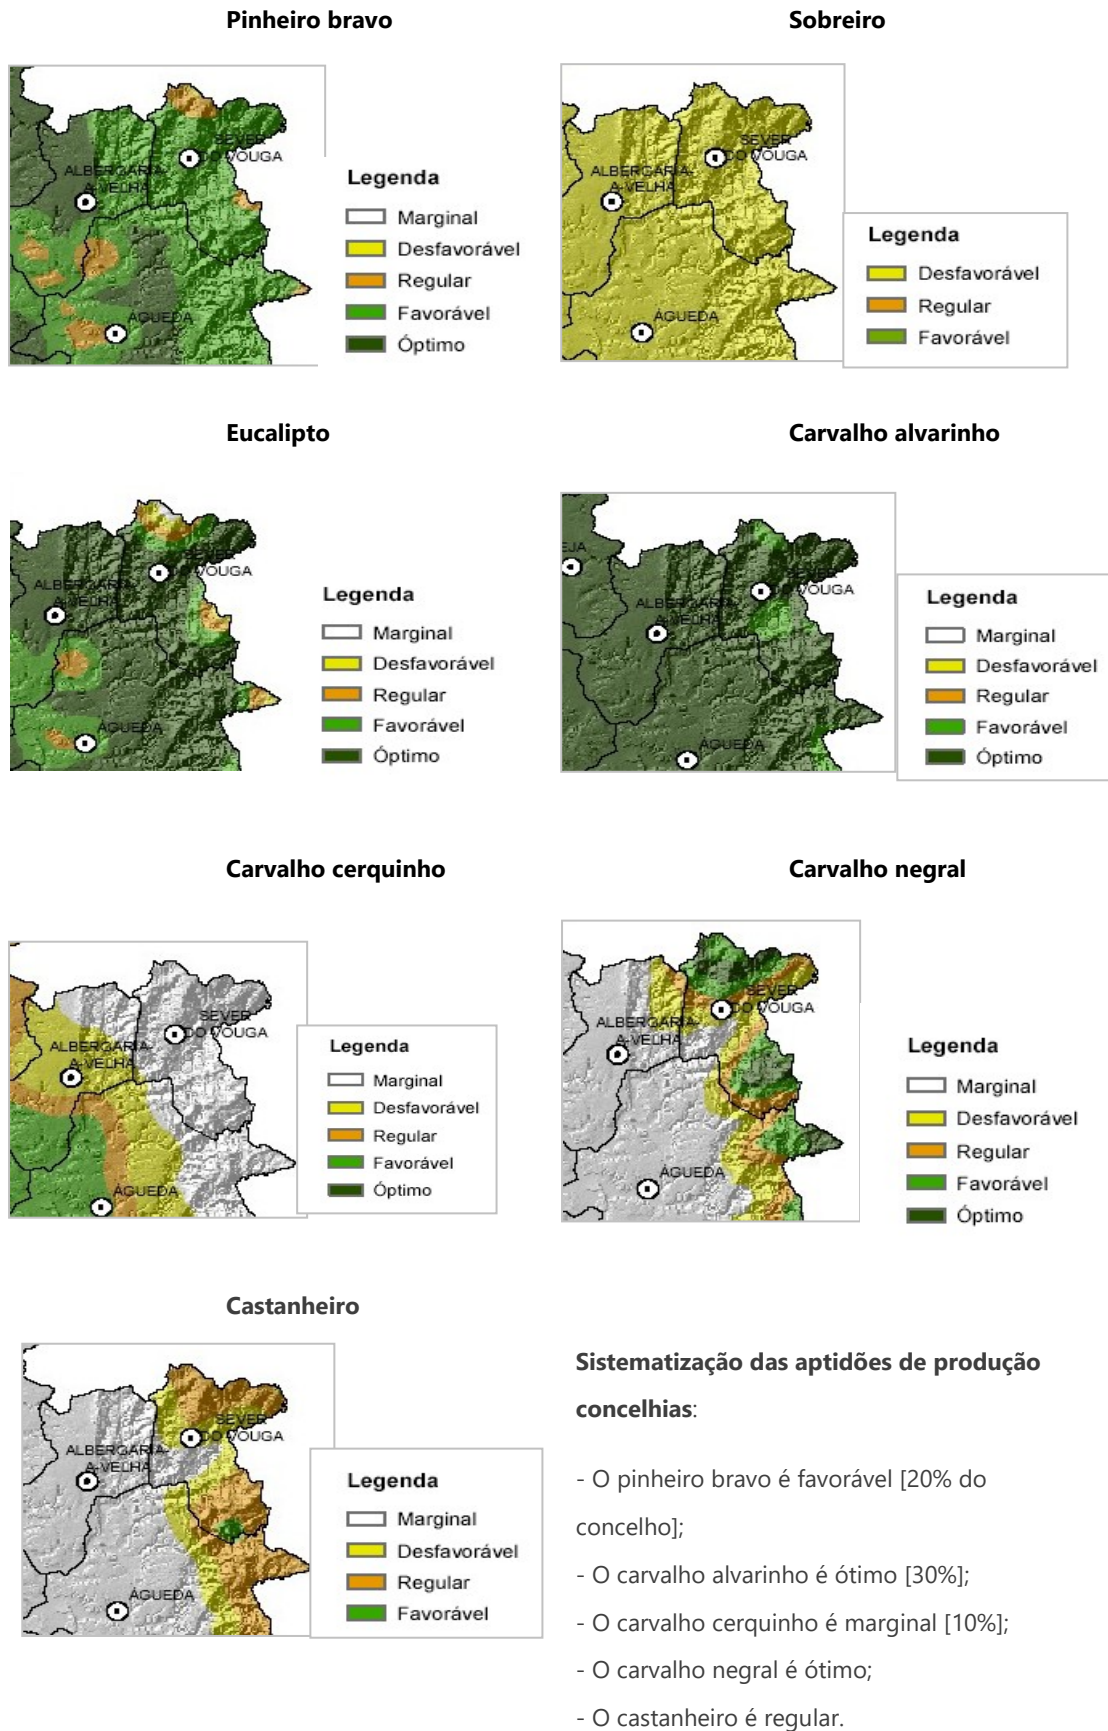 Pinheiro bravo
Sobreiro
SEVER
DO VOUGA
ALBERGARIA-
A-VELHA
ÁGUEDA
Legenda
Marginal
Desfavorável
Regular
Favorável
Óptimo
SEVER
DO VOUGA
ALBERGARIA-
A-VELHA
ÁGUEDA
Legenda
Desfavorável
Regular
Favorável
Eucalipto
Carvalho alvarinho
SEVER
DO VOUGA
ALBERGARIA-
A-VELHA
ÁGUEDA
Legenda
Marginal
Desfavorável
Regular
Favorável
Óptimo
EJA
SEVER
DO VOUGA
ALBERGARIA-
A-VELHA
ÁGUEDA
Legenda
Marginal
Desfavorável
Regular
Favorável
Óptimo
Carvalho cerquinho
Carvalho negral
SEVER
DO VOUGA
ALBERGARIA-
A-VELHA
ÁGUEDA
Legenda
Marginal
Desfavorável
Regular
Favorável
Óptimo
SEVER
DO VOUGA
ALBERGARIA-
A-VELHA
ÁGUEDA
Legenda
Marginal
Desfavorável
Regular
Favorável
Óptimo
Castanheiro
SEVER
DO VOUGA
ALBERGARIA-
A-VELHA
ÁGUEDA
Legenda
Marginal
Desfavorável
Regular
Favorável
Sistematização das aptidões de produção
concelhias:
- O pinheiro bravo é favorável [20% do
concelho];
- O carvalho alvarinho é ótimo [30%];
- O carvalho cerquinho é marginal [10%];
- O carvalho negral é ótimo;
- O castanheiro é regular.